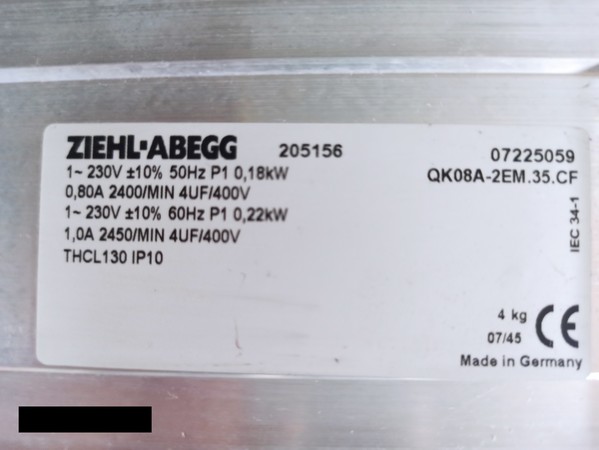 ZIEHL-ABEGG 205156 07225059
1~ 230V ±10% 50Hz P1 0,18kW QK08A-2EM.35.CF
0,80A 2400/MIN 4UF/400V
1~ 230V ±10% 60Hz P1 0,22kW
1,0A 2450/MIN 4UF/400V
THCL130 IP10
IEC 34-1
4 kg CE
07/45
Made in Germany